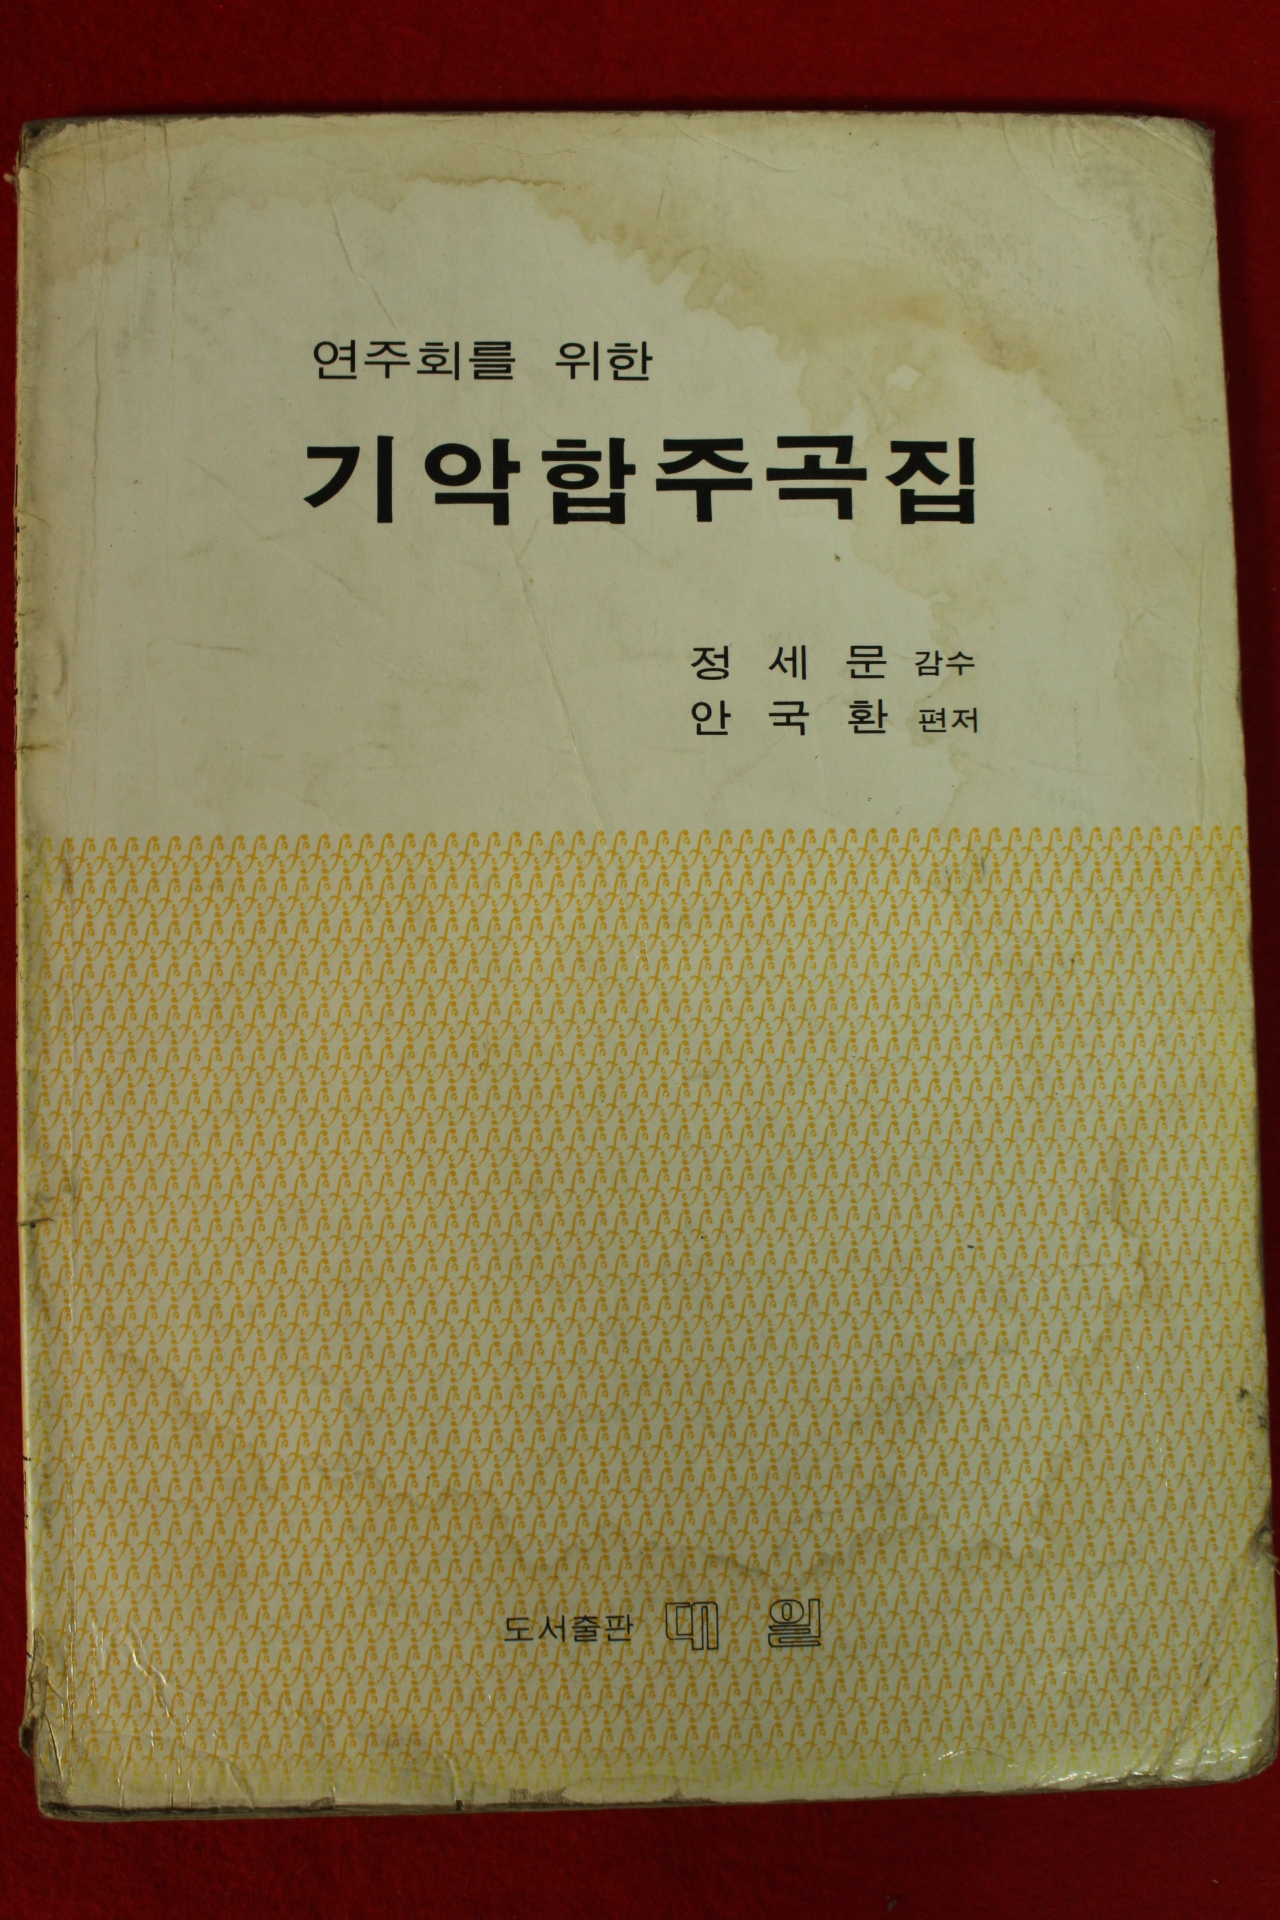 연주회를 위한
기악합주곡집
정 세 문 감수
안 국 환 편저
도서출판 대 일